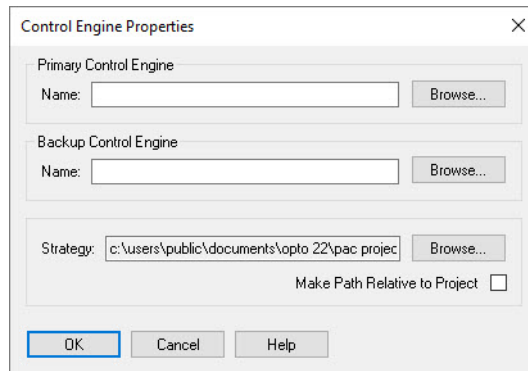 Control Engine Properties
Primary Control Engine
Name:
Browse...
Backup Control Engine
Name:
Browse...
Strategy: c:\users\public\documents\opto 22\pac projec
Browse...
Make Path Relative to Project
OK Cancel Help